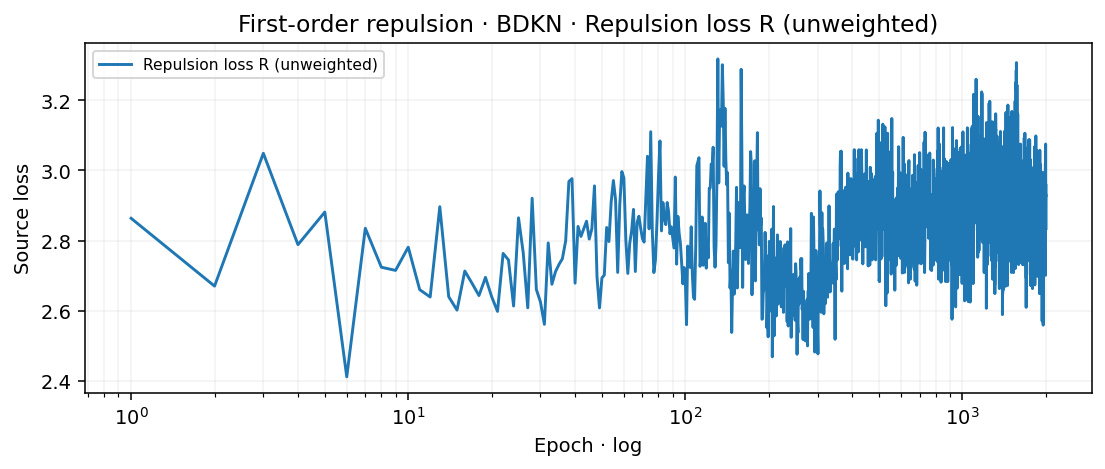 First-order repulsion · BDKN · Repulsion loss R (unweighted)
Repulsion loss R (unweighted)
Source loss
3.2
3.0
2.8
2.6
2.4
10⁰ 10¹ 10² 10³
Epoch · log